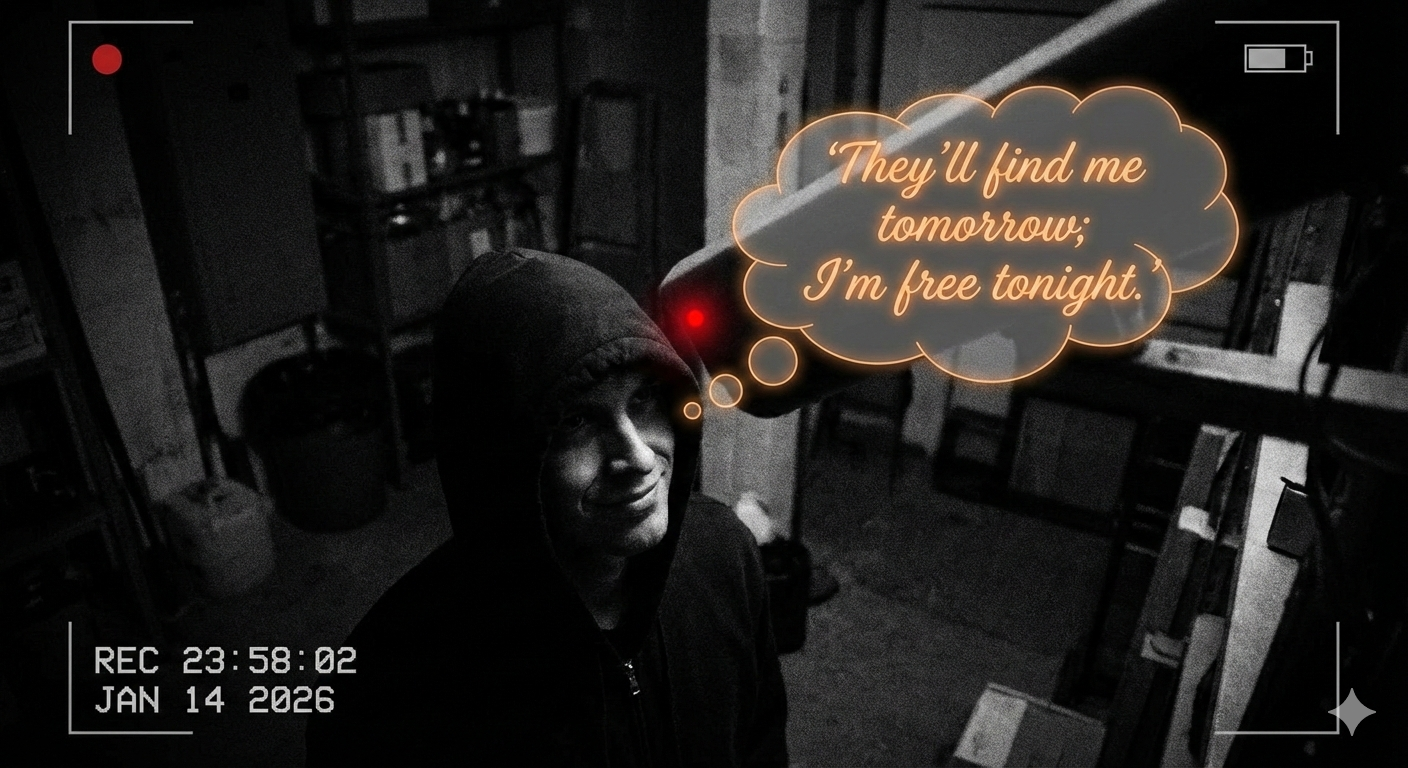 ‘They’ll find me
tomorrow;
I’m free tonight.’
REC 23:58:02
JAN 14 2026